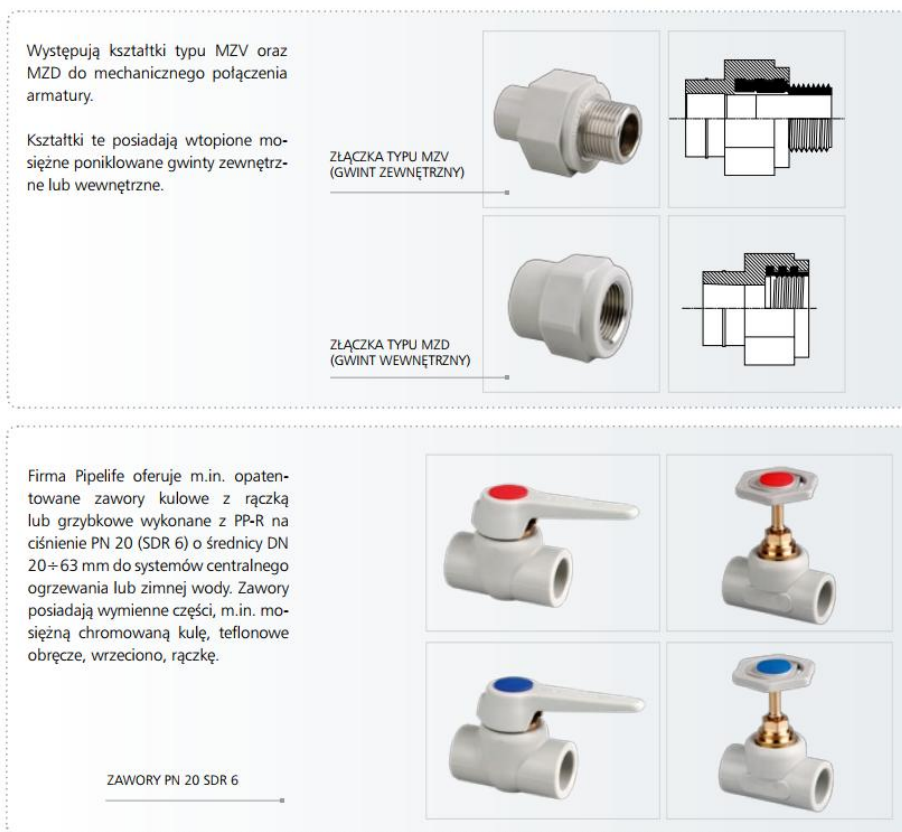 Występują kształtki typu MZV oraz
MZD do mechanicznego połączenia
armatury.
Kształtki te posiadają wtopione mo-
siężne poniklowane gwinty zewnętrz-
ne lub wewnętrzne.
ZŁĄCZKA TYPU MZV
(GWINT ZEWNĘTRZNY)
ZŁĄCZKA TYPU MZD
(GWINT WEWNĘTRZNY)
Firma Pipelife oferuje m.in. opaten-
towane zawory kulowe z rączką
lub grzybkowe wykonane z PP-R na
ciśnienie PN 20 (SDR 6) o średnicy DN
20÷63 mm do systemów centralnego
ogrzewania lub zimnej wody. Zawory
posiadają wymienne części, m.in. mo-
siężną chromowaną kulę, teflonowe
obręcze, wrzeciono, rączkę.
ZAWORY PN 20 SDR 6